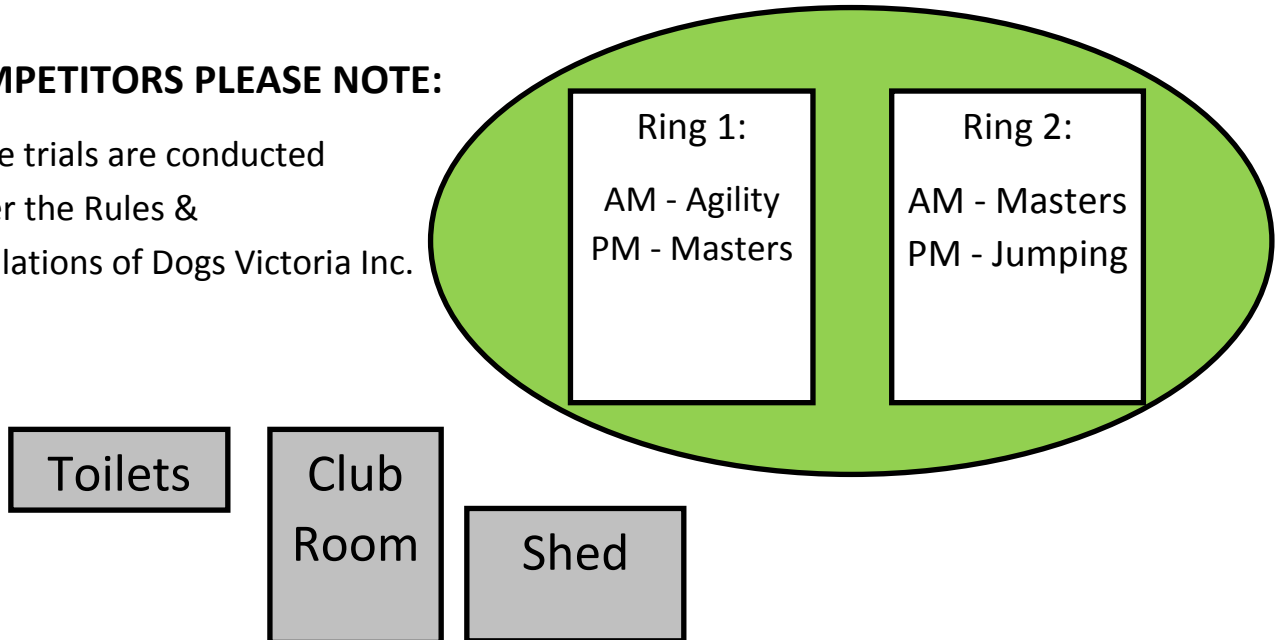 MPETITORS PLEASE NOTE:
e trials are conducted
er the Rules &
lations of Dogs Victoria Inc.
Ring 1:
AM - Agility
PM - Masters
Ring 2:
AM - Masters
PM - Jumping
Toilets
Club
Room
Shed